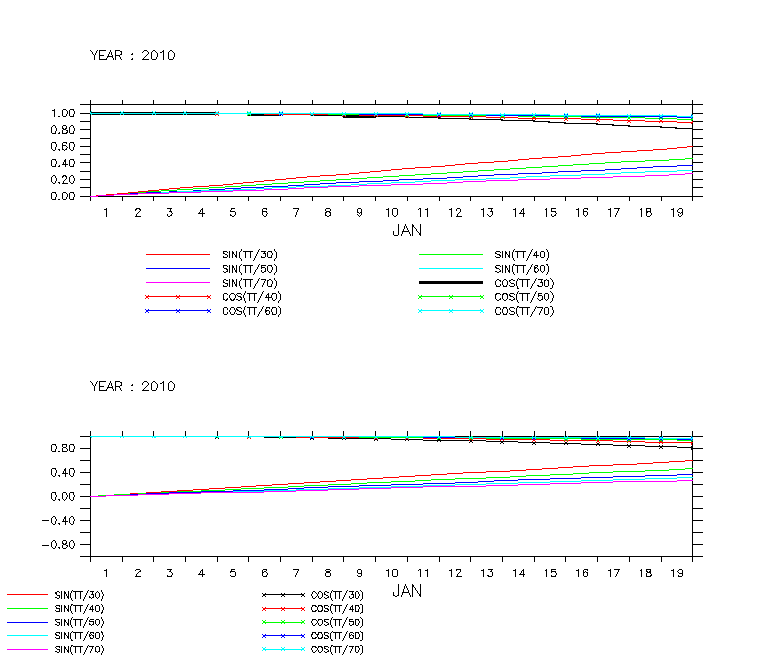 YEAR : 2010
1.00
0.80
0.60
0.40
0.20
0.00
1 2 3 4 5 6 7 8 9 10 11 12 13 14 15 16 17 18 19
JAN
SIN(TT/30) SIN(TT/40)
SIN(TT/50) SIN(TT/60)
SIN(TT/70) COS(TT/30)
COS(TT/40) COS(TT/50)
COS(TT/60) COS(TT/70)
YEAR : 2010
0.80
0.40
0.00
-0.40
-0.80
1 2 3 4 5 6 7 8 9 10 11 12 13 14 15 16 17 18 19
JAN
SIN(TT/30) COS(TT/30)
SIN(TT/40) COS(TT/40)
SIN(TT/50) COS(TT/50)
SIN(TT/60) COS(TT/60)
SIN(TT/70) COS(TT/70)